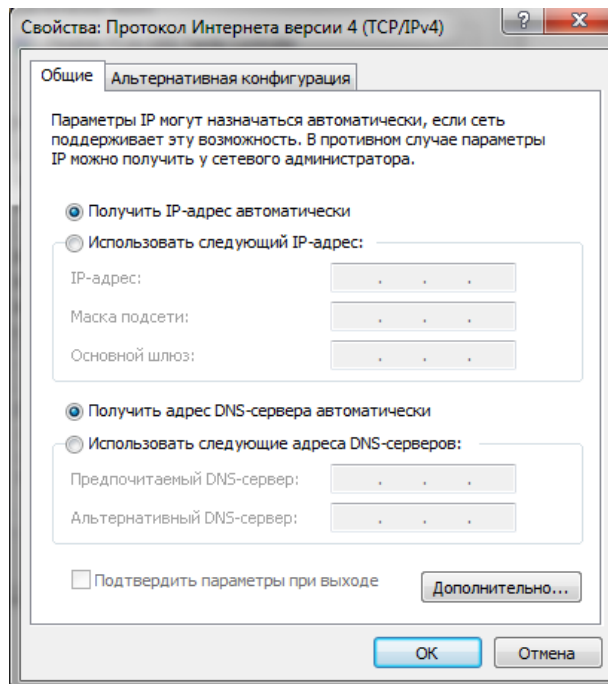 Свойства: Протокол Интернета версии 4 (TCP/IPv4)
Общие
Альтернативная конфигурация
Параметры IP могут назначаться автоматически, если сеть
поддерживает эту возможность. В противном случае параметры
IP можно получить у сетевого администратора.
Получить IP-адрес автоматически
Использовать следующий IP-адрес:
IP-адрес:
Маска подсети:
Основной шлюз:
Получить адрес DNS-сервера автоматически
Использовать следующие адреса DNS-серверов:
Предпочитаемый DNS-сервер:
Альтернативный DNS-сервер:
Подтвердить параметры при выходе
Дополнительно...
ОК
Отмена